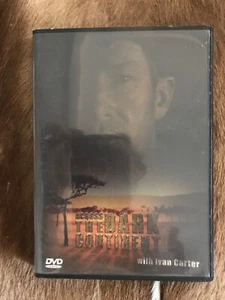 ACROSS
THE DARK
CONTINENT
with Ivan Carter
DVD